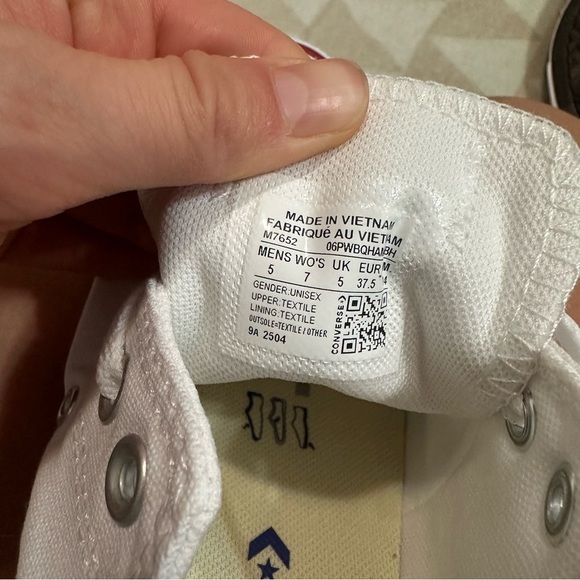 MADE IN VIETNAM
FABRIQUé AU VIETNAM
M7652 06PWBQHAMBH
MENS WO'S UK EUR
5 7 5 37.5
GENDER:UNISEX
UPPER:TEXTILE
LINING:TEXTILE
OUTSOLE=TEXTILE / OTHER
9A 2504
CONVERSE